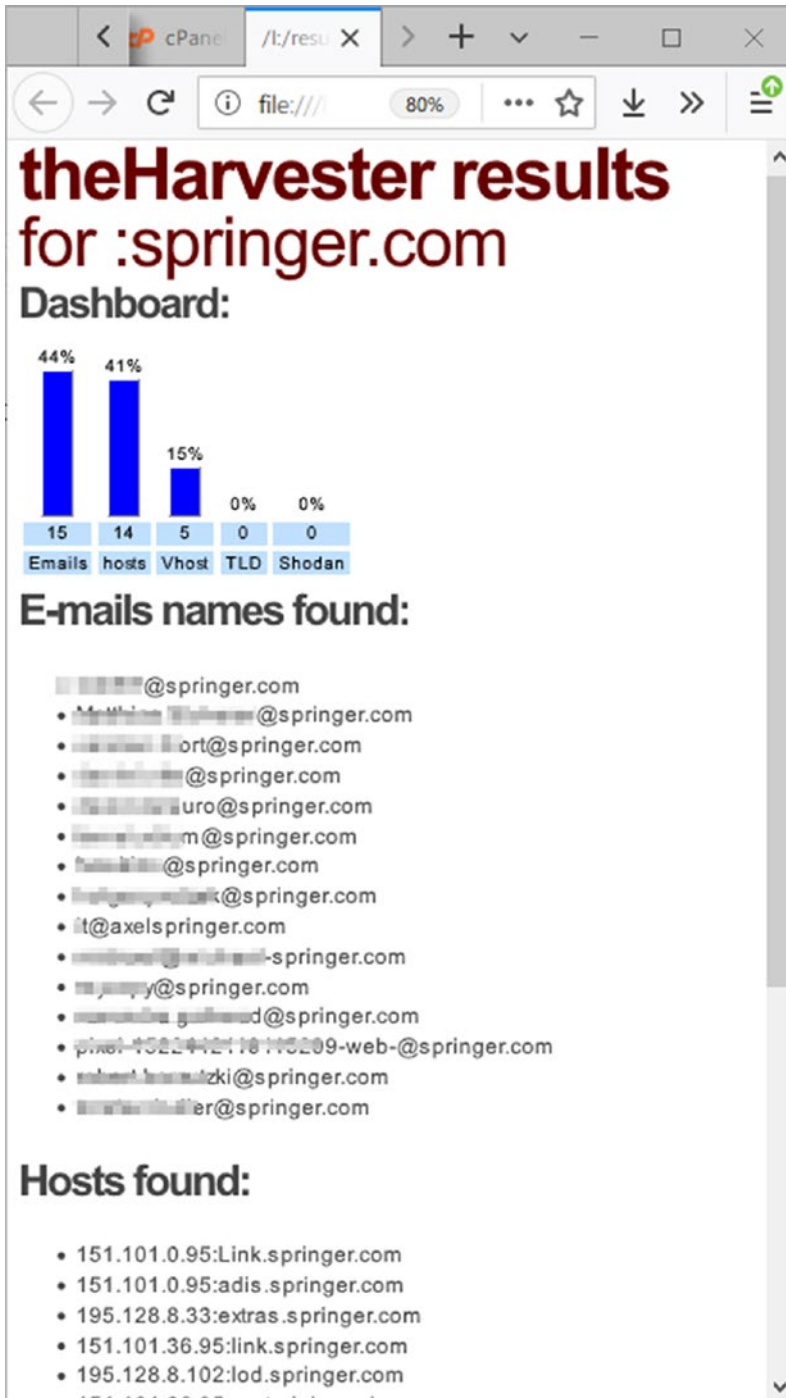 cPane
/I:/resu
file:///
80%
theHarvester results
for :springer.com
Dashboard:
44%
41%
15%
0%
0%
15 14 5 0 0
Emails hosts Vhost TLD Shodan
E-mails names found:
@springer.com
@springer.com
ort@springer.com
@springer.com
uro@springer.com
m@springer.com
@springer.com
k@springer.com
it@axelspringer.com
-springer.com
y@springer.com
d@springer.com
9-web-@springer.com
zki@springer.com
er@springer.com
Hosts found:
151.101.0.95:Link.springer.com
151.101.0.95:adis.springer.com
195.128.8.33:extras.springer.com
151.101.36.95:link.springer.com
195.128.8.102:lod.springer.com